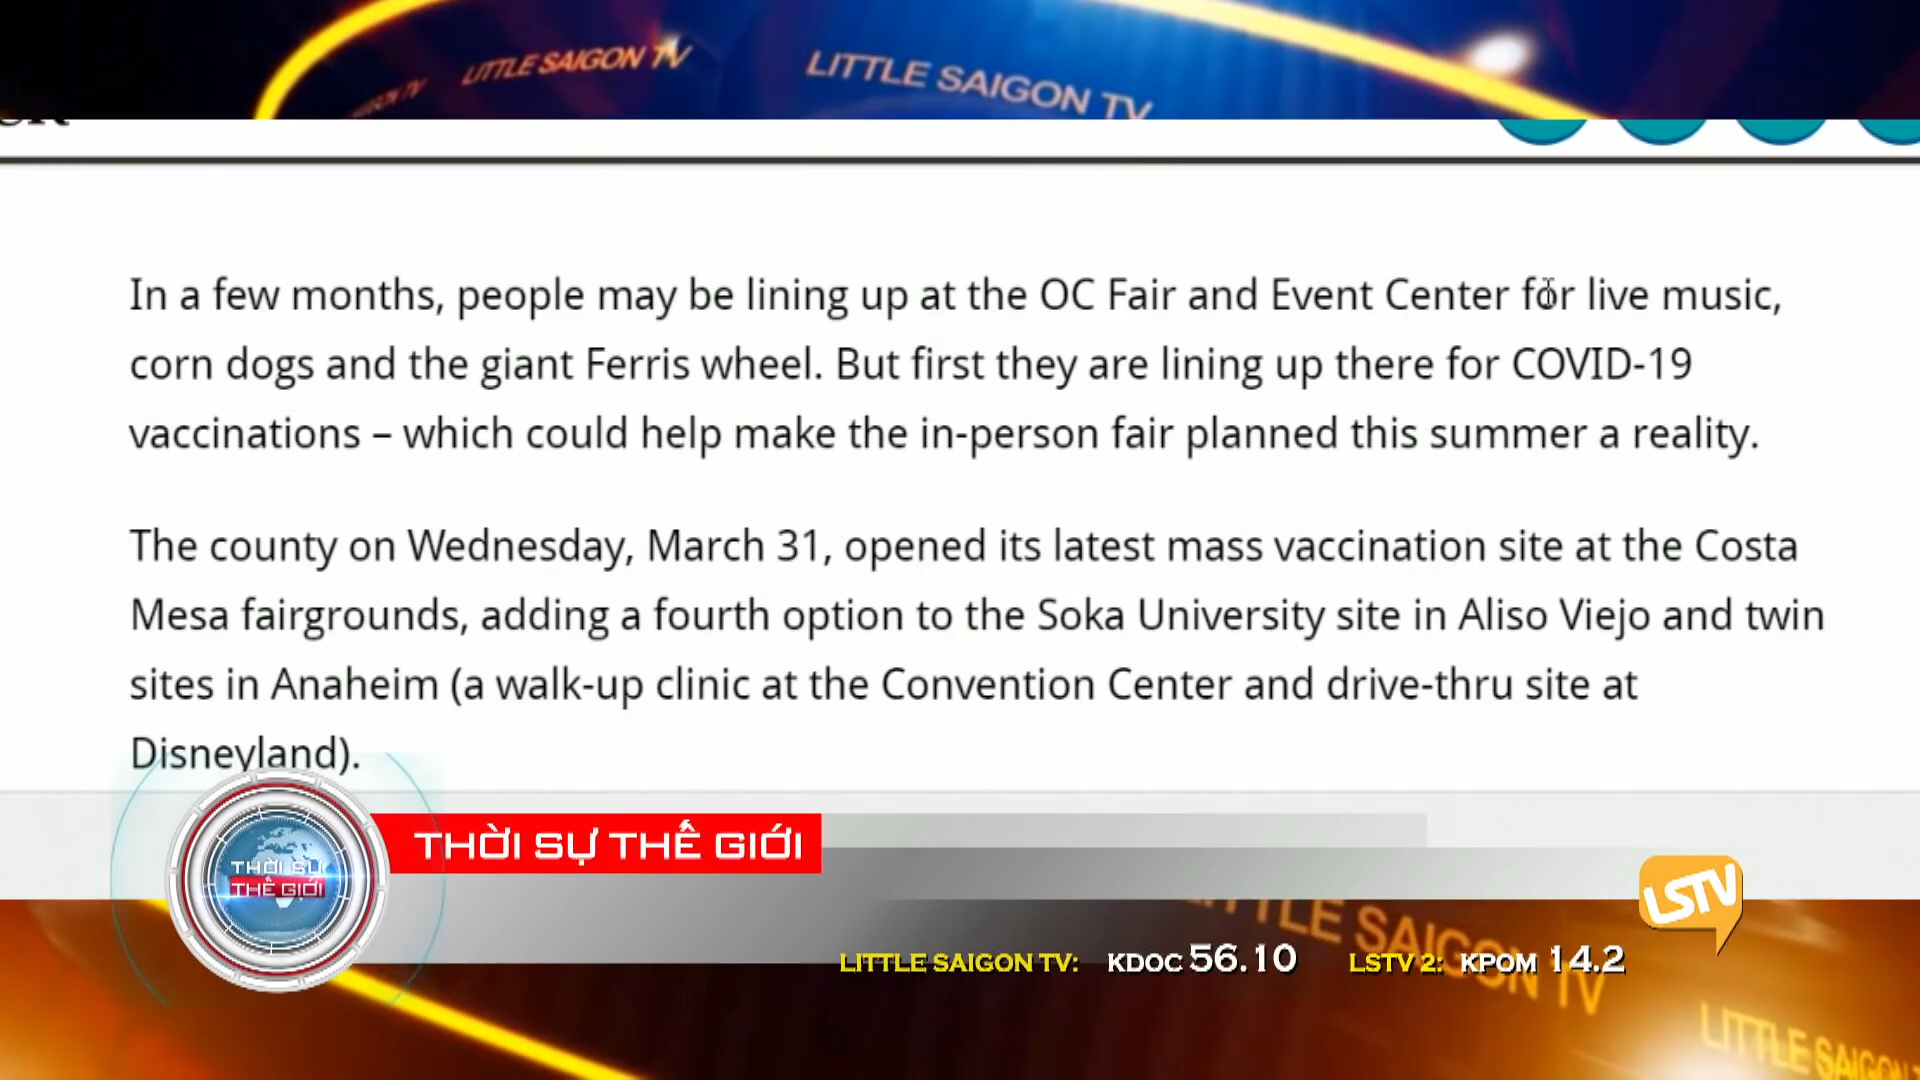 LITTLE SAIGON TV
LITTLE SAIGON TV
In a few months, people may be lining up at the OC Fair and Event Center for live music,
corn dogs and the giant Ferris wheel. But first they are lining up there for COVID-19
vaccinations – which could help make the in-person fair planned this summer a reality.
The county on Wednesday, March 31, opened its latest mass vaccination site at the Costa
Mesa fairgrounds, adding a fourth option to the Soka University site in Aliso Viejo and twin
sites in Anaheim (a walk-up clinic at the Convention Center and drive-thru site at
Disneyland).
THỜI SỰ THẾ GIỚI
THỜI SỰ
THẾ GIỚI
LSTV
LITTLE SAIGON TV
LITTLE SAIGON TV: KDOC 56.10 LSTV 2: KPOM 14.2
LITTLE SAIGON